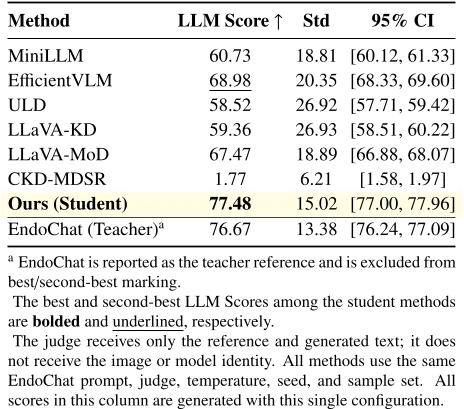 Method LLM Score ↑ Std 95% CI
MiniLLM 60.73 18.81 [60.12, 61.33]
EfficientVLM 68.98 20.35 [68.33, 69.60]
ULD 58.52 26.92 [57.71, 59.42]
LLaVA-KD 59.36 26.93 [58.51, 60.22]
LLaVA-MoD 67.47 18.89 [66.88, 68.07]
CKD-MDSR 1.77 6.21 [1.58, 1.97]
Ours (Student) 77.48 15.02 [77.00, 77.96]
EndoChat (Teacher)ᵃ 76.67 13.38 [76.24, 77.09]
ᵃ EndoChat is reported as the teacher reference and is excluded from
best/second-best marking.
The best and second-best LLM Scores among the student methods
are bolded and underlined, respectively.
The judge receives only the reference and generated text; it does
not receive the image or model identity. All methods use the same
EndoChat prompt, judge, temperature, seed, and sample set. All
scores in this column are generated with this single configuration.